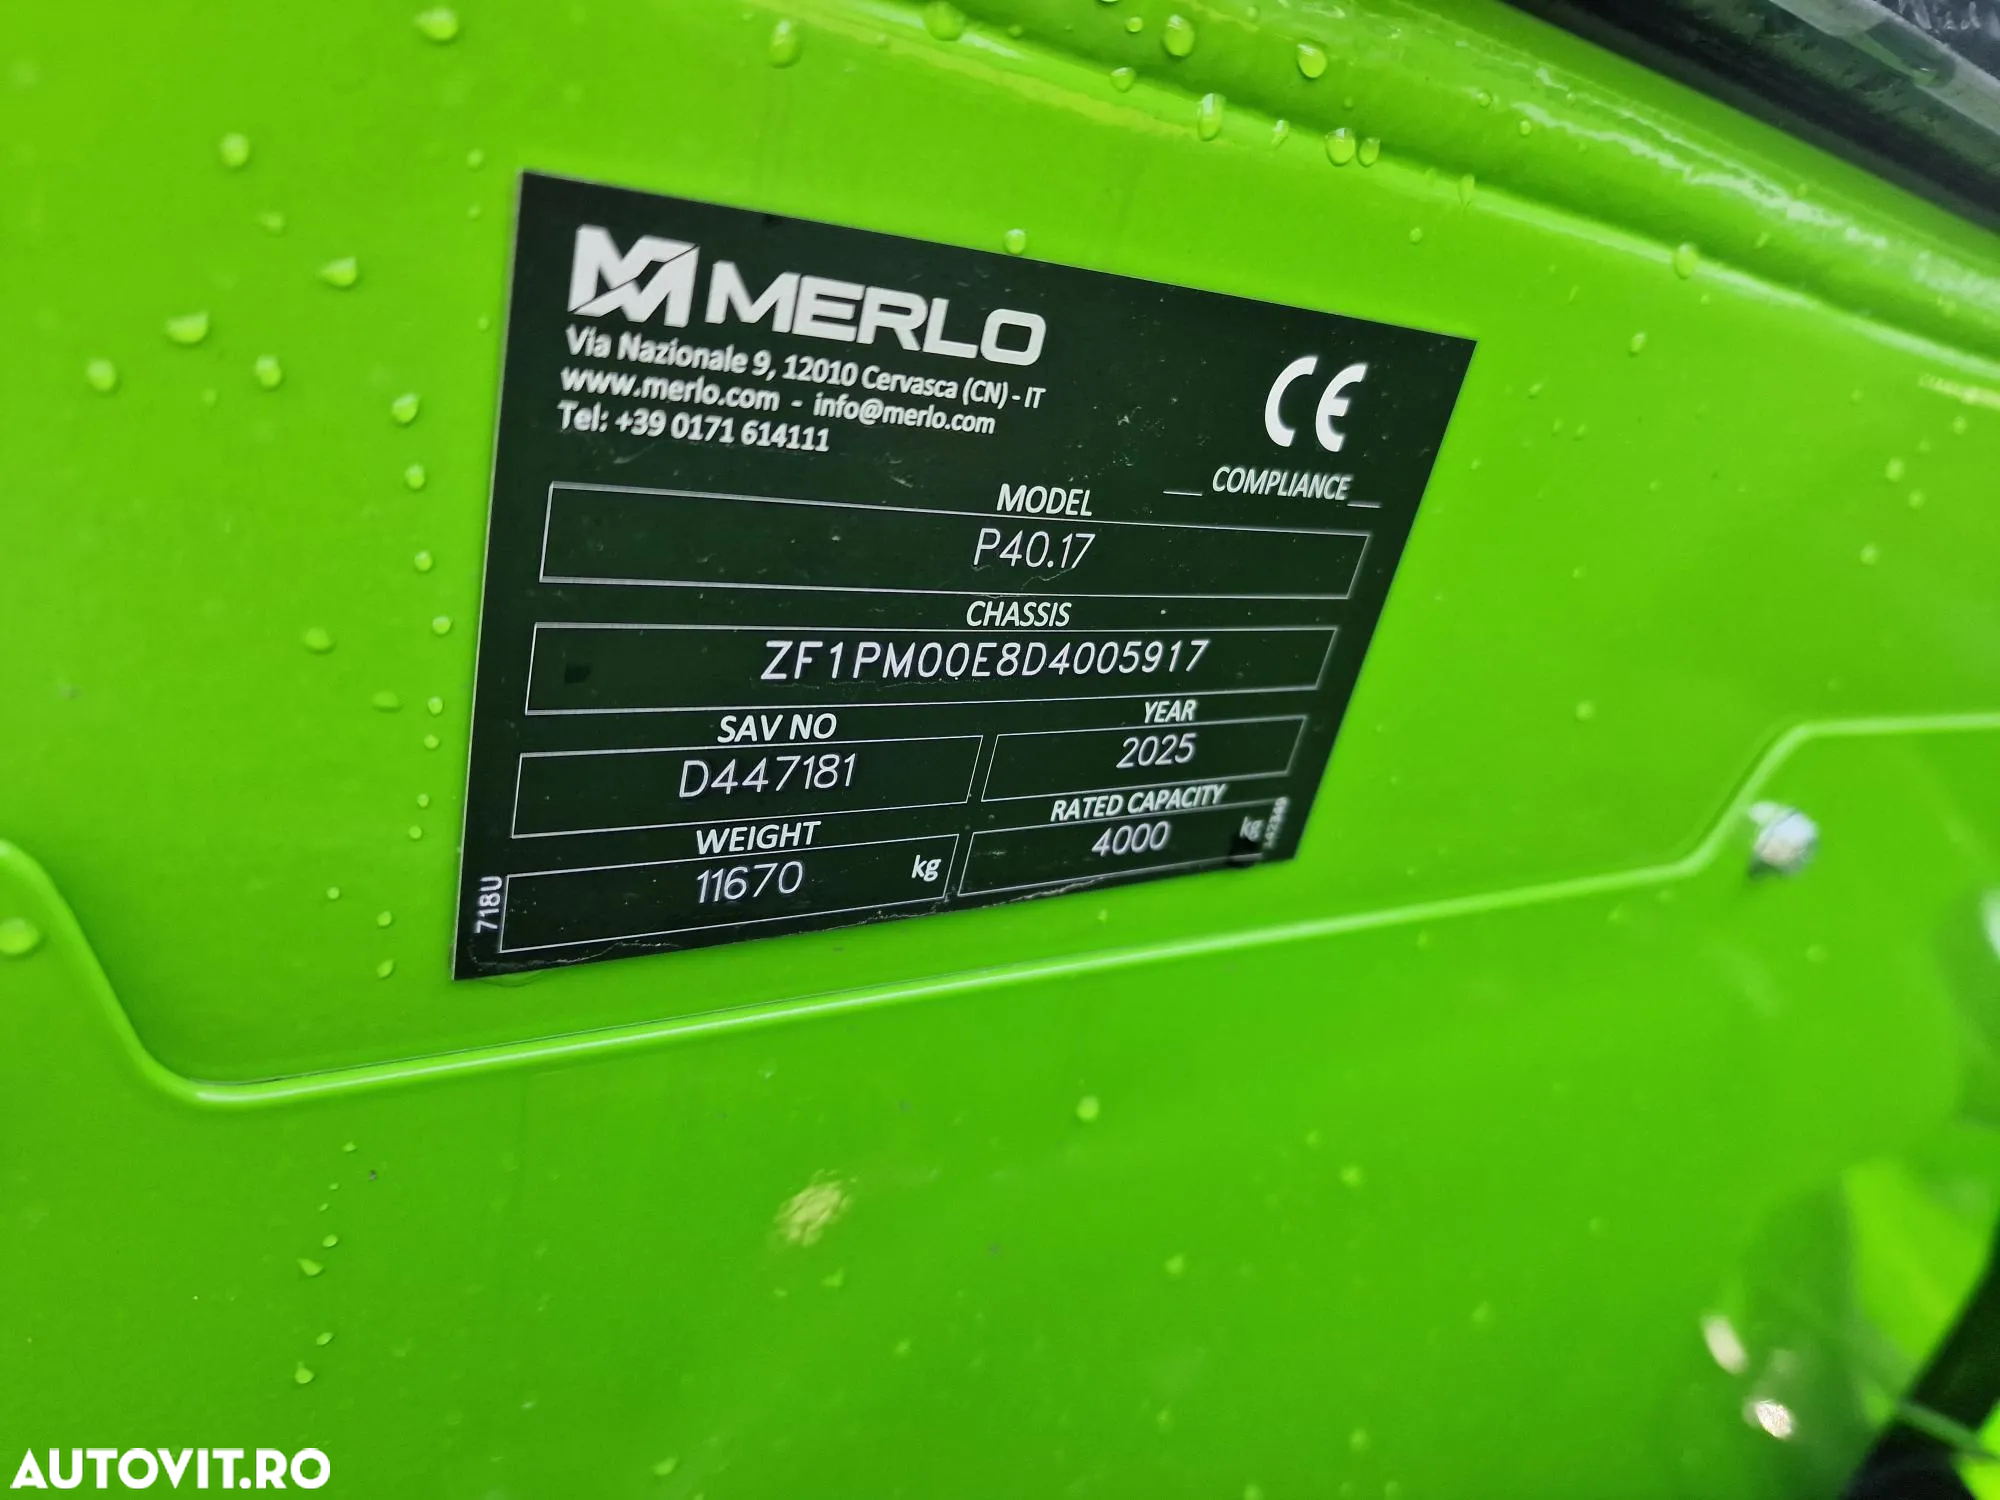 MERLO
Via Nazionale 9, 12010 Cervasca (CN) - IT
www.merlo.com - info@merlo.com
Tel: +39 0171 614111
CE
COMPLIANCE
MODEL
P40.17
CHASSIS
ZF1PM00E8D4005917
SAV NO
D447181
YEAR
2025
WEIGHT
11670 kg
RATED CAPACITY
4000 kg
718U
AUTOVIT.RO